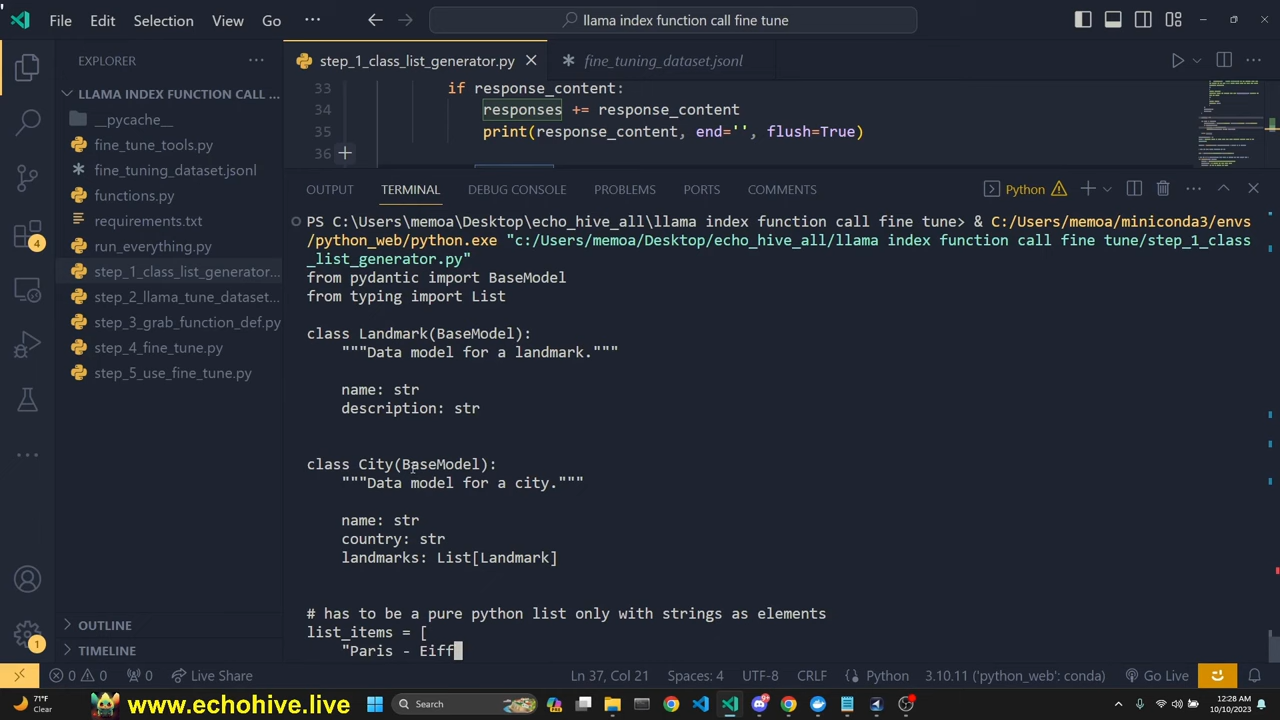 File Edit Selection View Go ··· llama index function call fine tune
EXPLORER ···
LLAMA INDEX FUNCTION CALL ...
__pycache__
fine_tune_tools.py
fine_tuning_dataset.jsonl
functions.py
requirements.txt
run_everything.py
step_1_class_list_generator...
step_2_llama_tune_dataset...
step_3_grab_function_def.py
step_4_fine_tune.py
step_5_use_fine_tune.py
OUTLINE
TIMELINE
4
1
step_1_class_list_generator.py fine_tuning_dataset.jsonl
33 if response_content:
34 responses += response_content
35 print(response_content, end='', flush=True)
36
OUTPUT TERMINAL DEBUG CONSOLE PROBLEMS PORTS COMMENTS Python
PS C:\Users\memoa\Desktop\echo_hive_all\llama index function call fine tune> & C:/Users/memoa/miniconda3/envs
/python_web/python.exe "c:/Users/memoa/Desktop/echo_hive_all/llama index function call fine tune/step_1_class
_list_generator.py"
from pydantic import BaseModel
from typing import List
class Landmark(BaseModel):
"""Data model for a landmark."""
name: str
description: str
class City(BaseModel):
"""Data model for a city."""
name: str
country: str
landmarks: List[Landmark]
# has to be a pure python list only with strings as elements
list_items = [
"Paris - Eiff
0 0 0 Live Share Ln 37, Col 21 Spaces: 4 UTF-8 CRLF Python 3.10.11 ('python_web': conda) Go Live
71°F
Clear
www.echohive.live
Search
12:28 AM
10/10/2023